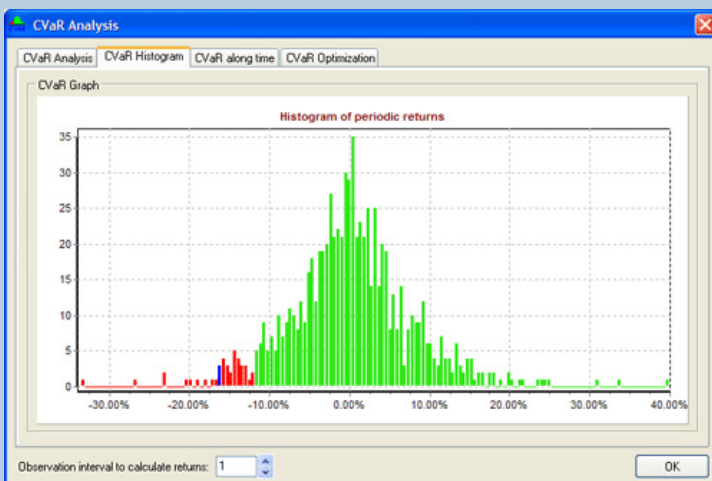 CVaR Analysis
CVaR Analysis CVaR Histogram CVaR along time CVaR Optimization
CVaR Graph
Histogram of periodic returns
35
30
25
20
15
10
5
0
-30.00% -20.00% -10.00% 0.00% 10.00% 20.00% 30.00% 40.00%
Observation interval to calculate returns: 1 OK